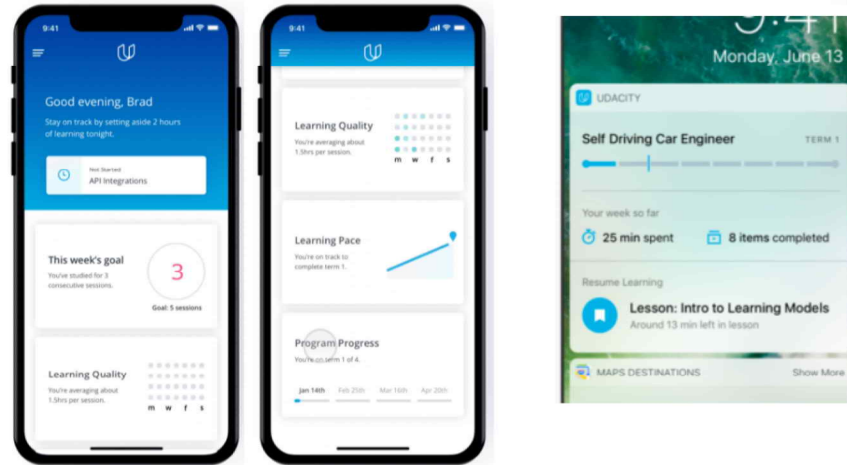 9:41
Good evening, Brad
Stay on track by setting aside 2 hours
of learning tonight.
Not Started
API Integrations
This week's goal
You've studied for 3
consecutive sessions.
3
Goal: 5 sessions
Learning Quality
You're averaging about
1.5hrs per session.
m w f s
9:41
Learning Quality
You're averaging about
1.5hrs per session.
m w f s
Learning Pace
You're on track to
complete term 1.
Program Progress
You're on term 1 of 4.
Jan 14th Feb 25th Mar 16th Apr 20th
9:41
Monday, June 13
UDACITY
Self Driving Car Engineer TERM 1
Your week so far
25 min spent 8 items completed
Resume Learning
Lesson: Intro to Learning Models
Around 13 min left in lesson
MAPS DESTINATIONS Show More